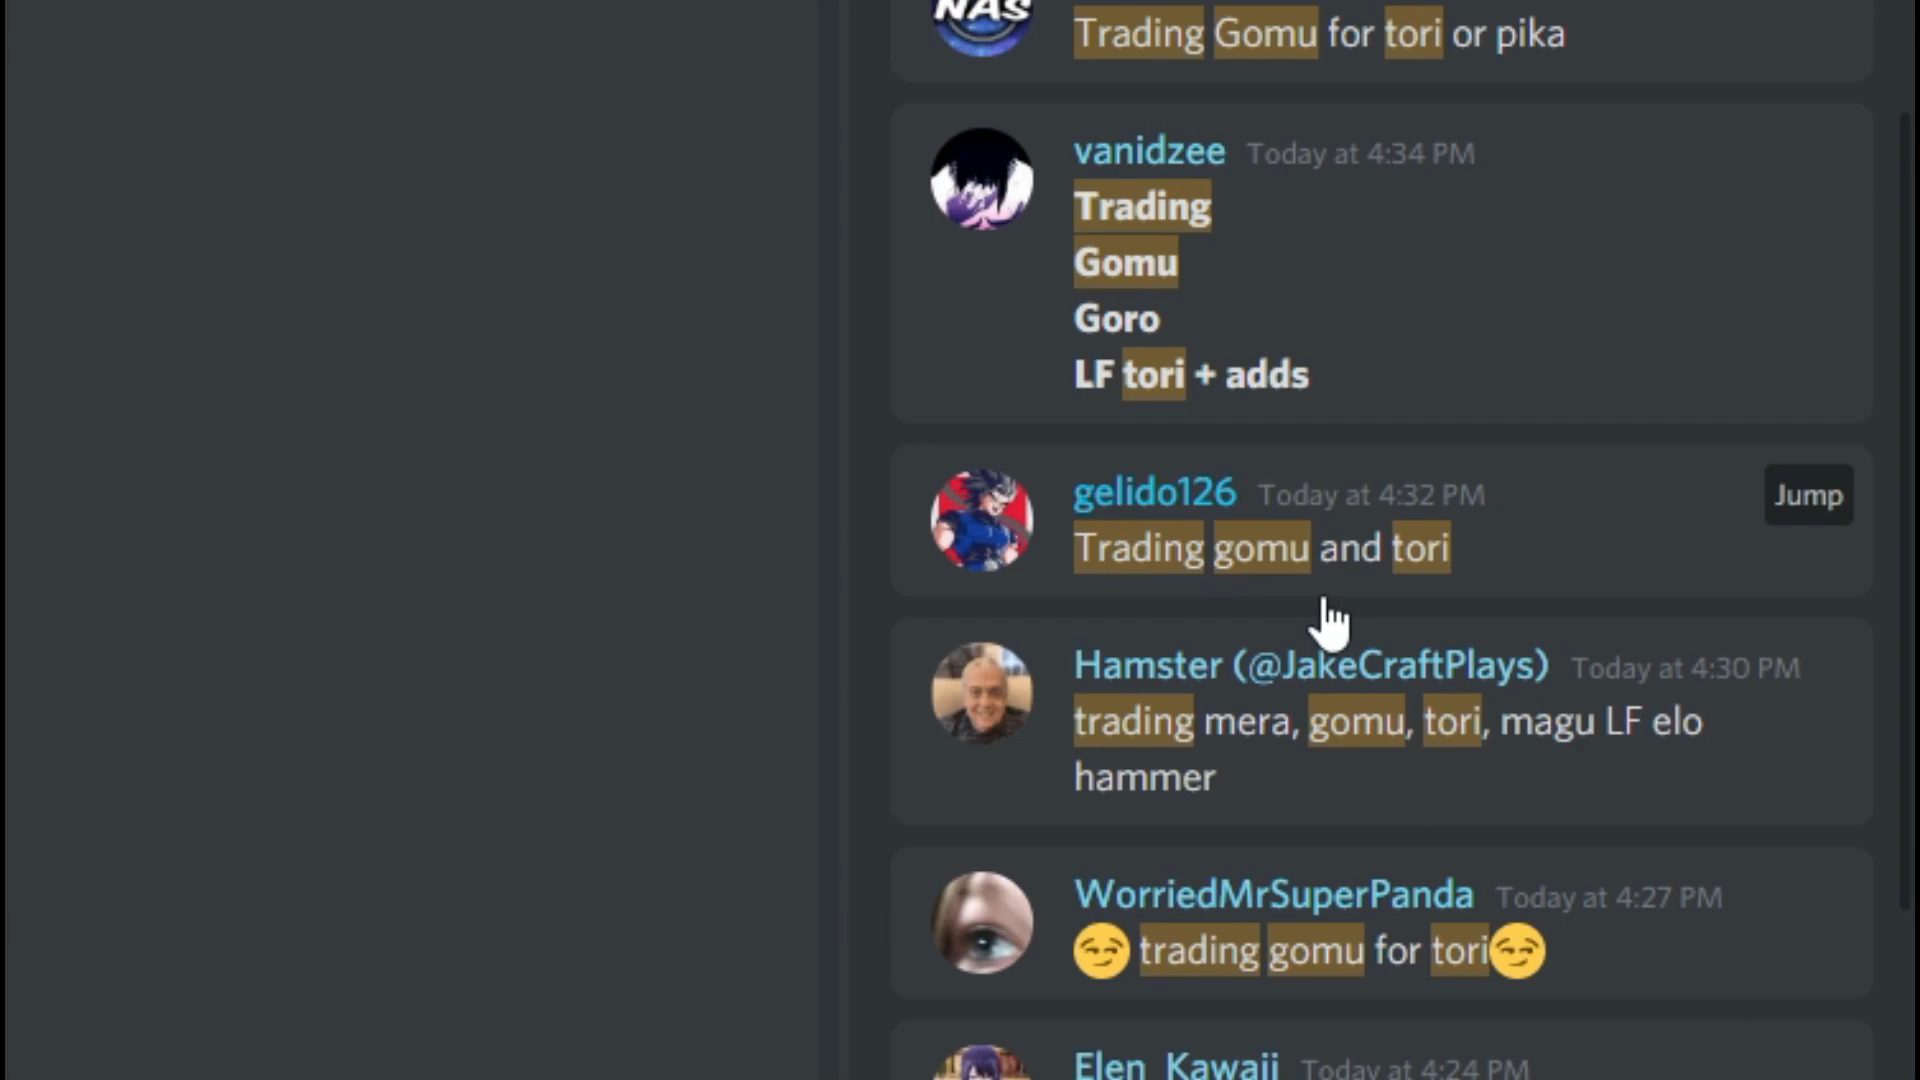 NAS
Trading Gomu for tori or pika
vanidzee Today at 4:34 PM
Trading
Gomu
Goro
LF tori + adds
gelido126 Today at 4:32 PM
Jump
Trading gomu and tori
Hamster (@JakeCraftPlays) Today at 4:30 PM
trading mera, gomu, tori, magu LF elo
hammer
WorriedMrSuperPanda Today at 4:27 PM
😏 trading gomu for tori😏
Elen_Kawaii Today at 4:24 PM